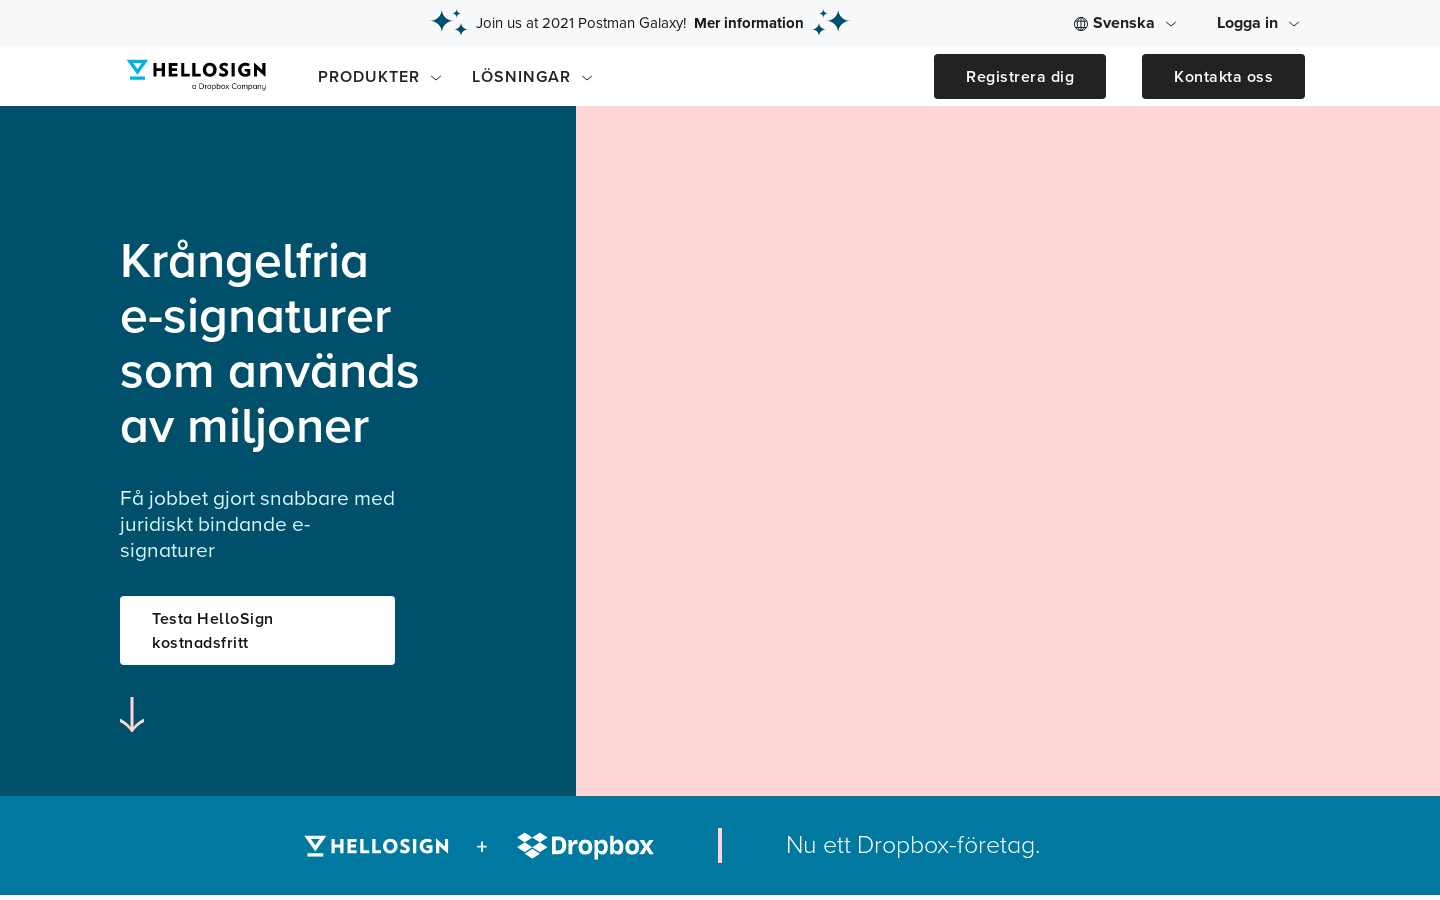 Join us at 2021 Postman Galaxy! Mer information
Svenska
Logga in
HELLOSIGN
a Dropbox Company
PRODUKTER
LÖSNINGAR
Registrera dig
Kontakta oss
Krångelfria
e-signaturer
som används
av miljoner
Få jobbet gjort snabbare med
juridiskt bindande e-
signaturer
Testa HelloSign
kostnadsfritt
HELLOSIGN + Dropbox
Nu ett Dropbox-företag.